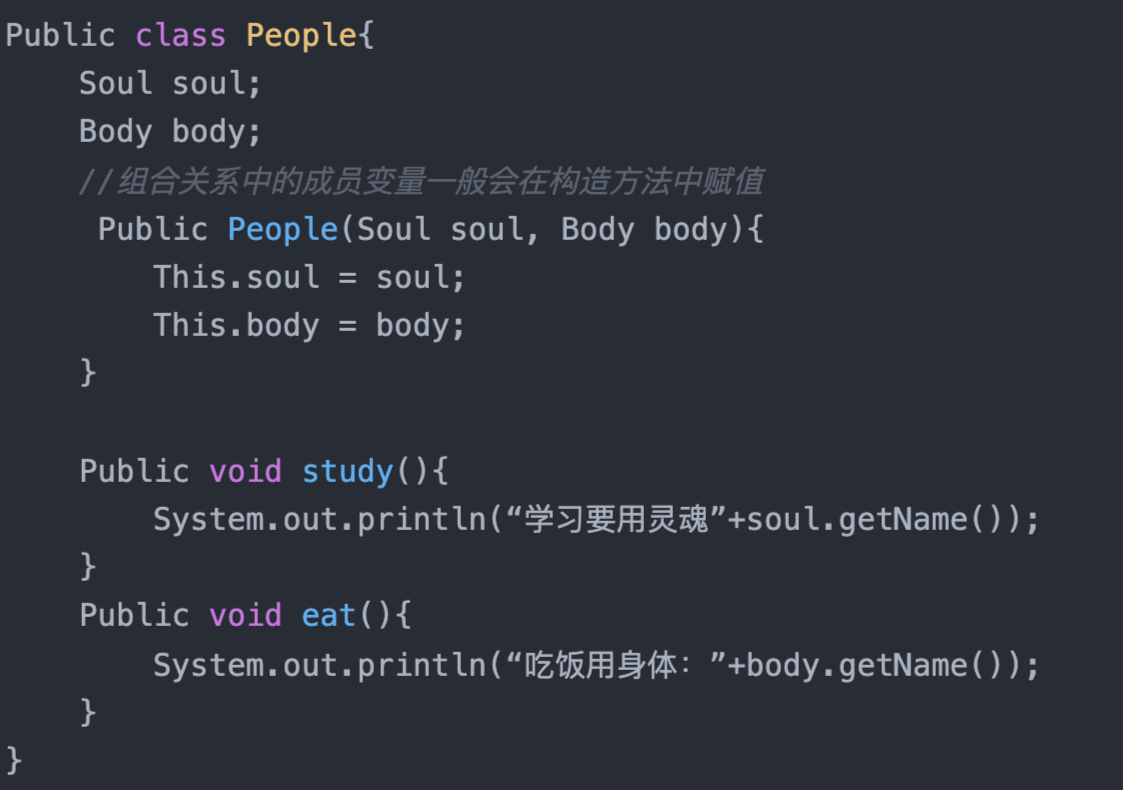 Public class People{
Soul soul;
Body body;
//组合关系中的成员变量一般会在构造方法中赋值
Public People(Soul soul, Body body){
This.soul = soul;
This.body = body;
}
Public void study(){
System.out.println(“学习要用灵魂”+soul.getName());
}
Public void eat(){
System.out.println(“吃饭用身体：”+body.getName());
}
}